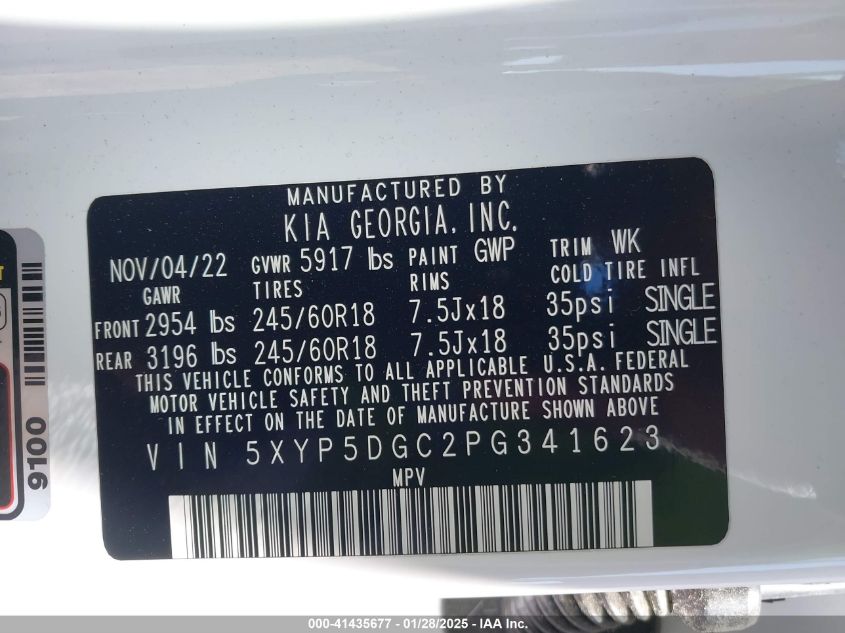 MANUFACTURED BY
KIA GEORGIA, INC.
NOV/04/22 GVWR 5917 lbs PAINT GWP TRIM WK
GAWR TIRES RIMS COLD TIRE INFL
FRONT 2954 lbs 245/60R18 7.5Jx18 35psi SINGLE
REAR 3196 lbs 245/60R18 7.5Jx18 35psi SINGLE
THIS VEHICLE CONFORMS TO ALL APPLICABLE U.S.A. FEDERAL
MOTOR VEHICLE SAFETY AND THEFT PREVENTION STANDARDS
IN EFFECT ON THE DATE OF MANUFACTURE SHOWN ABOVE
VIN 5XYP5DGC2PG341623
MPV
9100
000-41435677 - 01/28/2025 - IAA Inc.